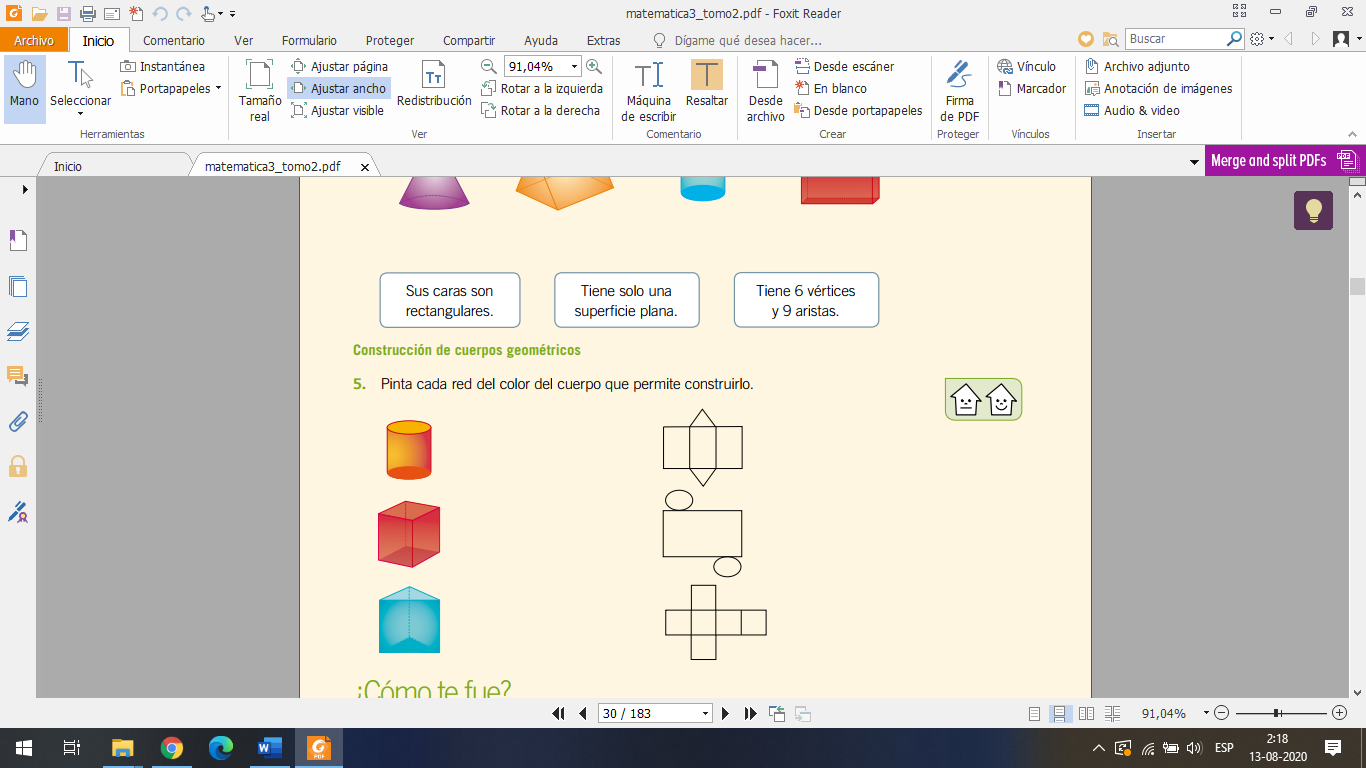 matematica3_tomo2.pdf - Foxit Reader
Archivo
Inicio
Comentario
Ver
Formulario
Proteger
Compartir
Ayuda
Extras
Dígame qué desea hacer...
Buscar
Mano
Seleccionar
Instantánea
Portapapeles
Herramientas
Tamaño
real
Ajustar página
Ajustar ancho
Ajustar visible
Redistribución
91,04%
Rotar a la izquierda
Rotar a la derecha
Ver
Máquina
de escribir
Resaltar
Comentario
Desde
archivo
Desde escáner
En blanco
Desde portapapeles
Crear
Firma
de PDF
Proteger
Vínculo
Marcador
Vínculos
Archivo adjunto
Anotación de imágenes
Audio & video
Insertar
Inicio
matematica3_tomo2.pdf
Merge and split PDFs
Sus caras son
rectangulares.
Tiene solo una
superficie plana.
Tiene 6 vértices
y 9 aristas.
Construcción de cuerpos geométricos
5. Pinta cada red del color del cuerpo que permite construirlo.
¿Cómo te fue?
30 / 183
91,04%
ESP
2:18
13-08-2020